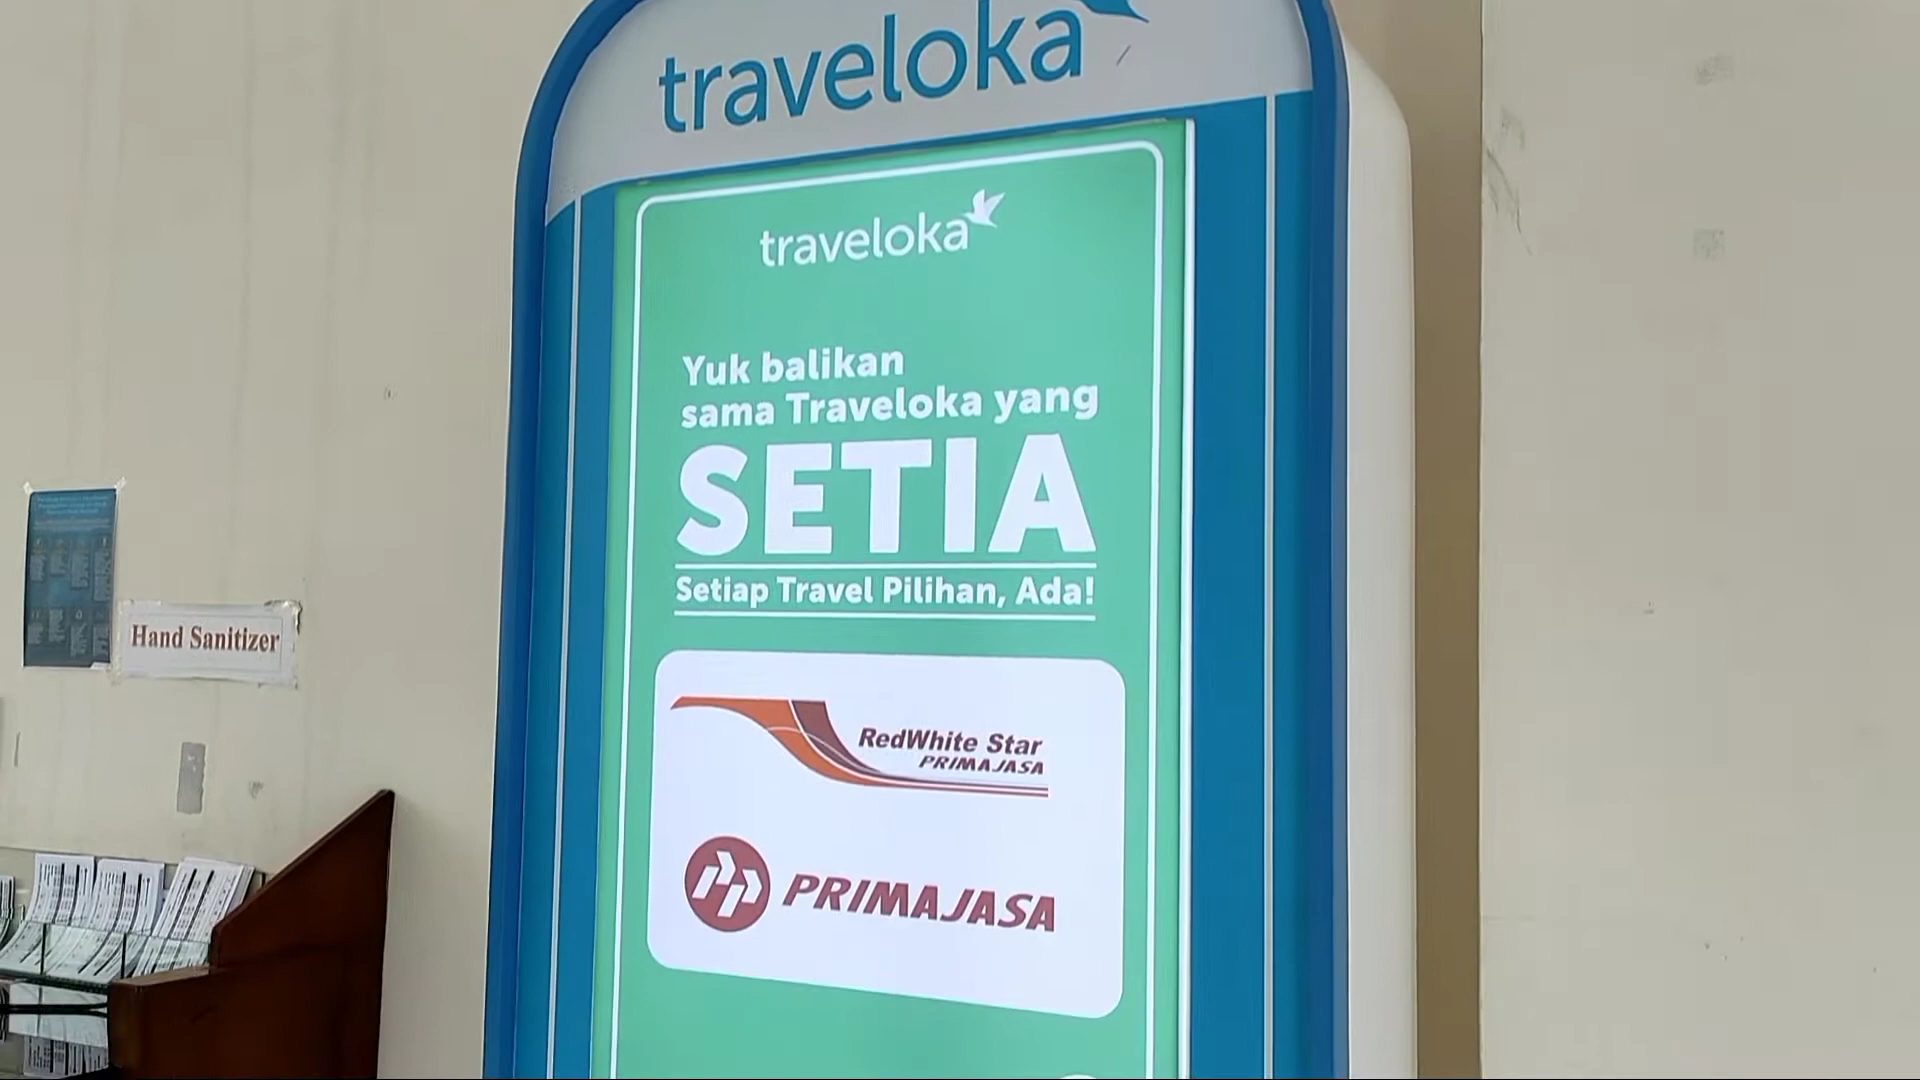 traveloka
traveloka
Yuk balikan
sama Traveloka yang
SETIA
Setiap Travel Pilihan, Ada!
RedWhite Star
PRIMAJASA
PRIMAJASA
Hand Sanitizer